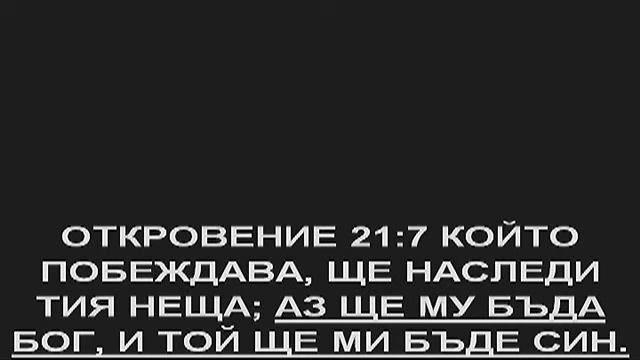 ОТКРОВЕНИЕ 21:7 КОЙТО
ПОБЕЖДАВА, ЩЕ НАСЛЕДИ
ТИЯ НЕЩА; АЗ ЩЕ МУ БЪДА
БОГ, И ТОЙ ЩЕ МИ БЪДЕ СИН.